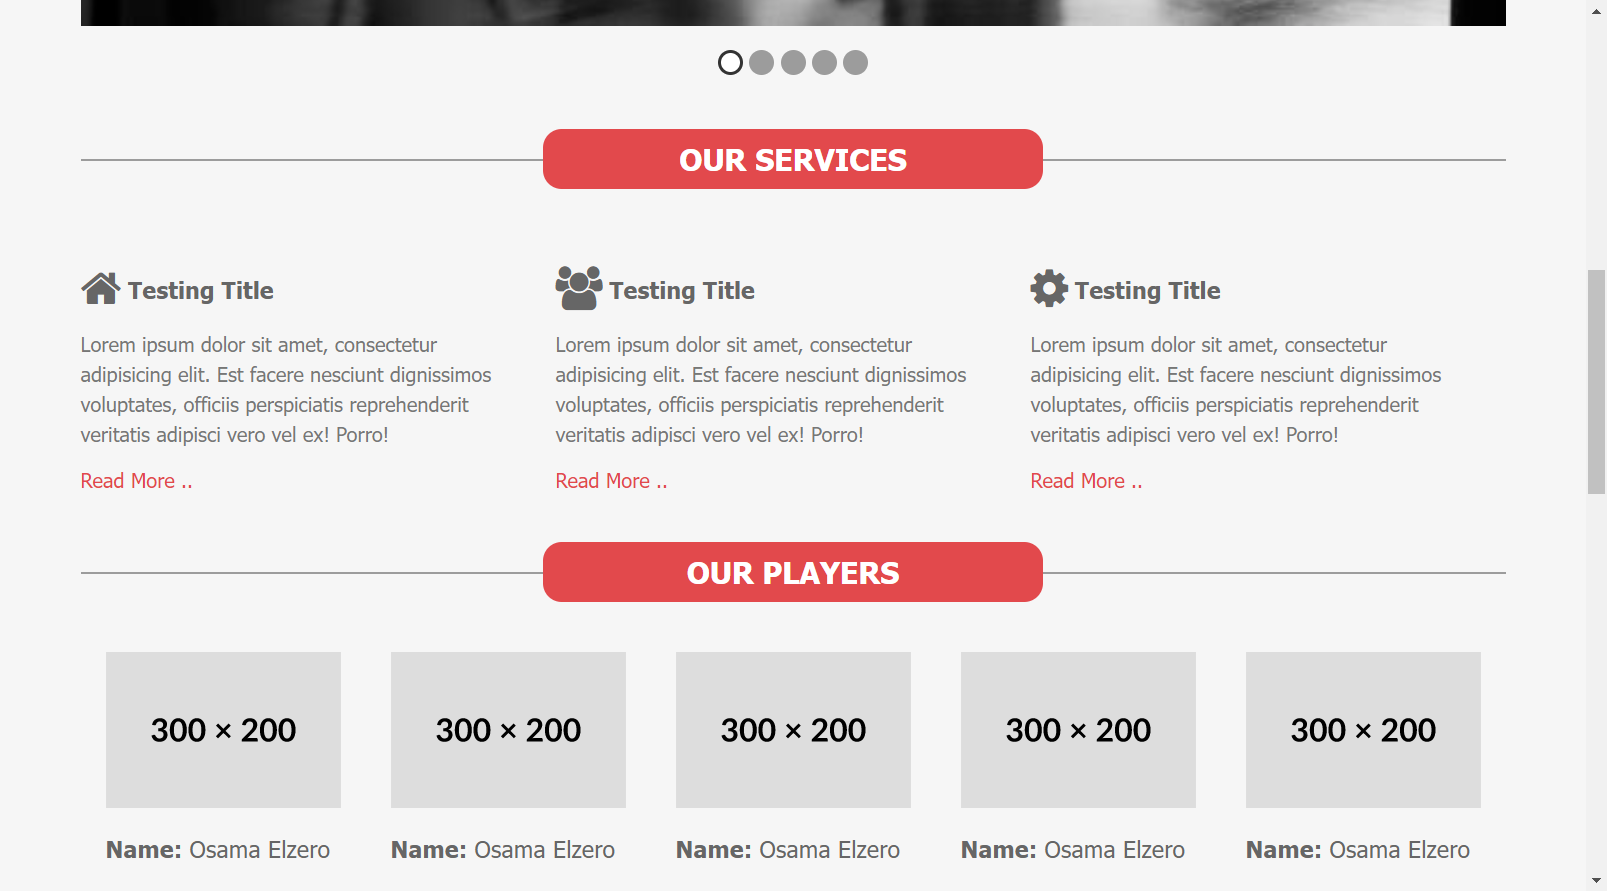 OUR SERVICES
Testing Title
Lorem ipsum dolor sit amet, consectetur
adipisicing elit. Est facere nesciunt dignissimos
voluptates, officiis perspiciatis reprehenderit
veritatis adipisci vero vel ex! Porro!
Read More ..
Testing Title
Lorem ipsum dolor sit amet, consectetur
adipisicing elit. Est facere nesciunt dignissimos
voluptates, officiis perspiciatis reprehenderit
veritatis adipisci vero vel ex! Porro!
Read More ..
Testing Title
Lorem ipsum dolor sit amet, consectetur
adipisicing elit. Est facere nesciunt dignissimos
voluptates, officiis perspiciatis reprehenderit
veritatis adipisci vero vel ex! Porro!
Read More ..
OUR PLAYERS
300 × 200
Name: Osama Elzero
300 × 200
Name: Osama Elzero
300 × 200
Name: Osama Elzero
300 × 200
Name: Osama Elzero
300 × 200
Name: Osama Elzero